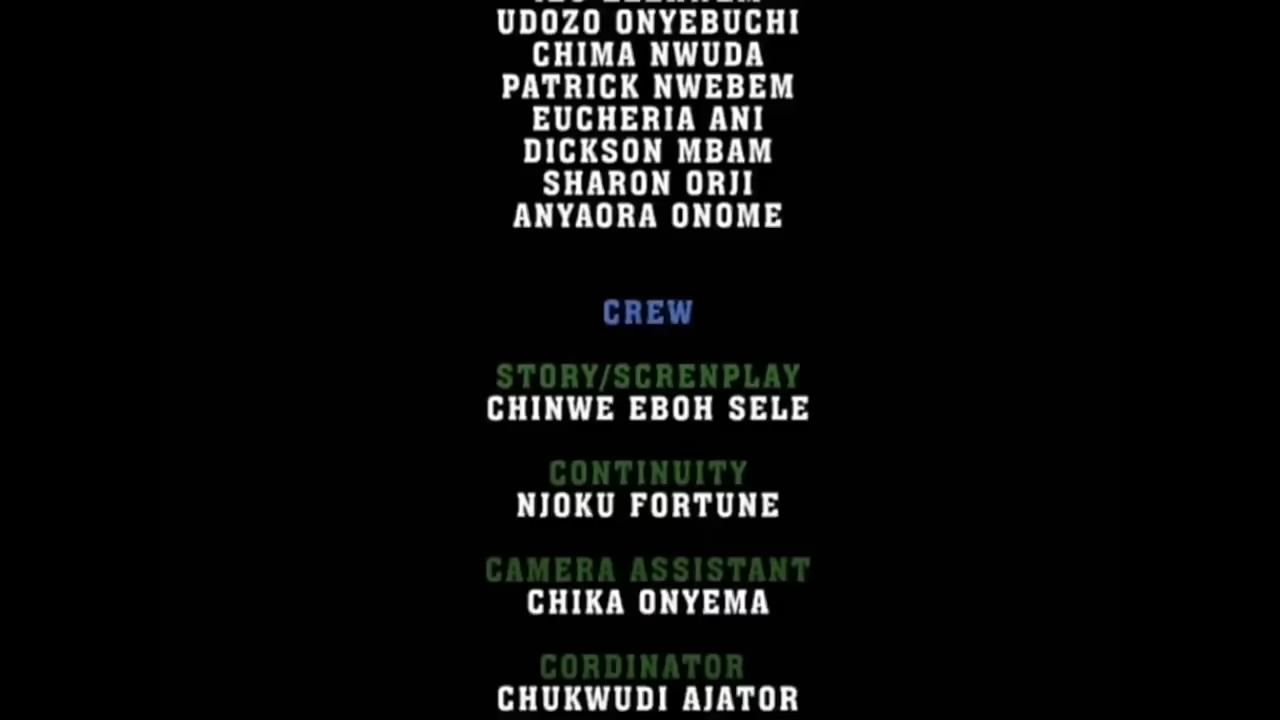 UDOZO ONYEBUCHI
CHIMA NWUDA
PATRICK NWEBEM
EUCHERIA ANI
DICKSON MBAM
SHARON ORJI
ANYAORA ONOME
CREW
STORY/SCRENPLAY
CHINWE EBOH SELE
CONTINUITY
NJOKU FORTUNE
CAMERA ASSISTANT
CHIKA ONYEMA
CORDINATOR
CHUKWUDI AJATOR